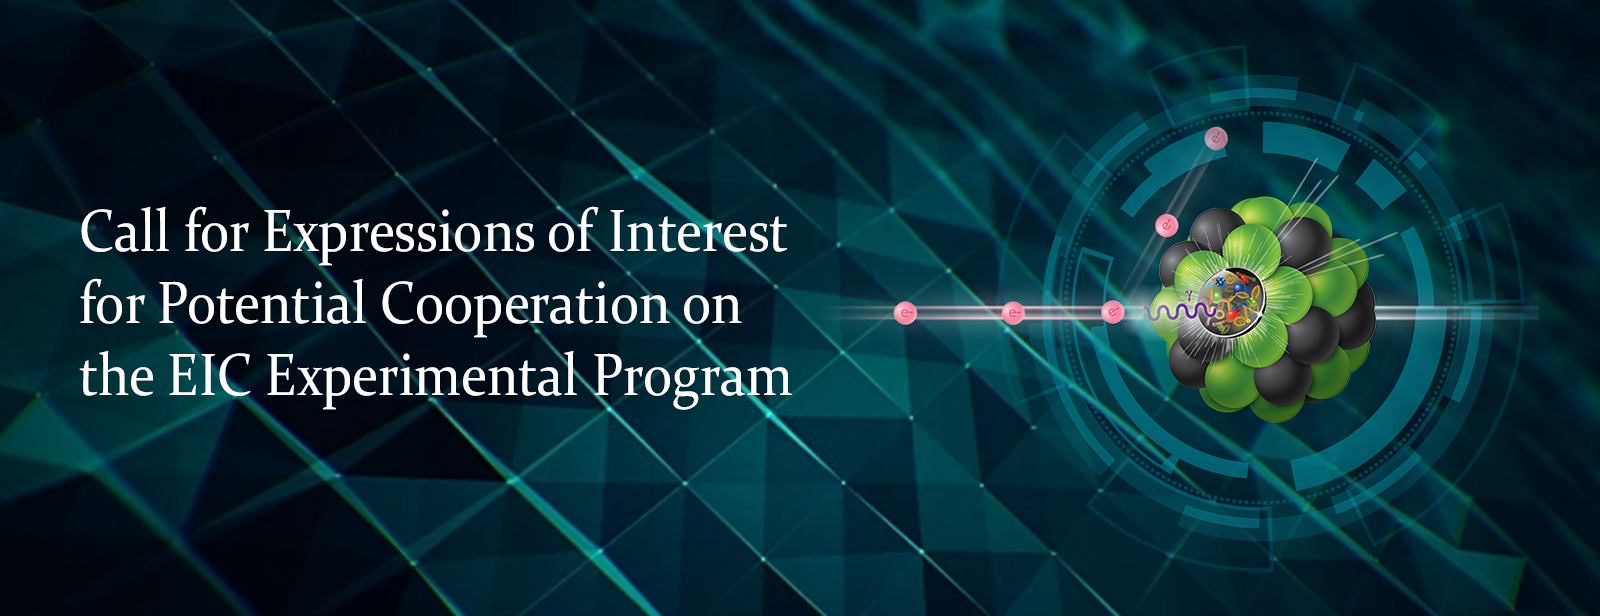 Call for Expressions of Interest
for Potential Cooperation on
the EIC Experimental Program
e'
e'
γ
e-
e-
e-